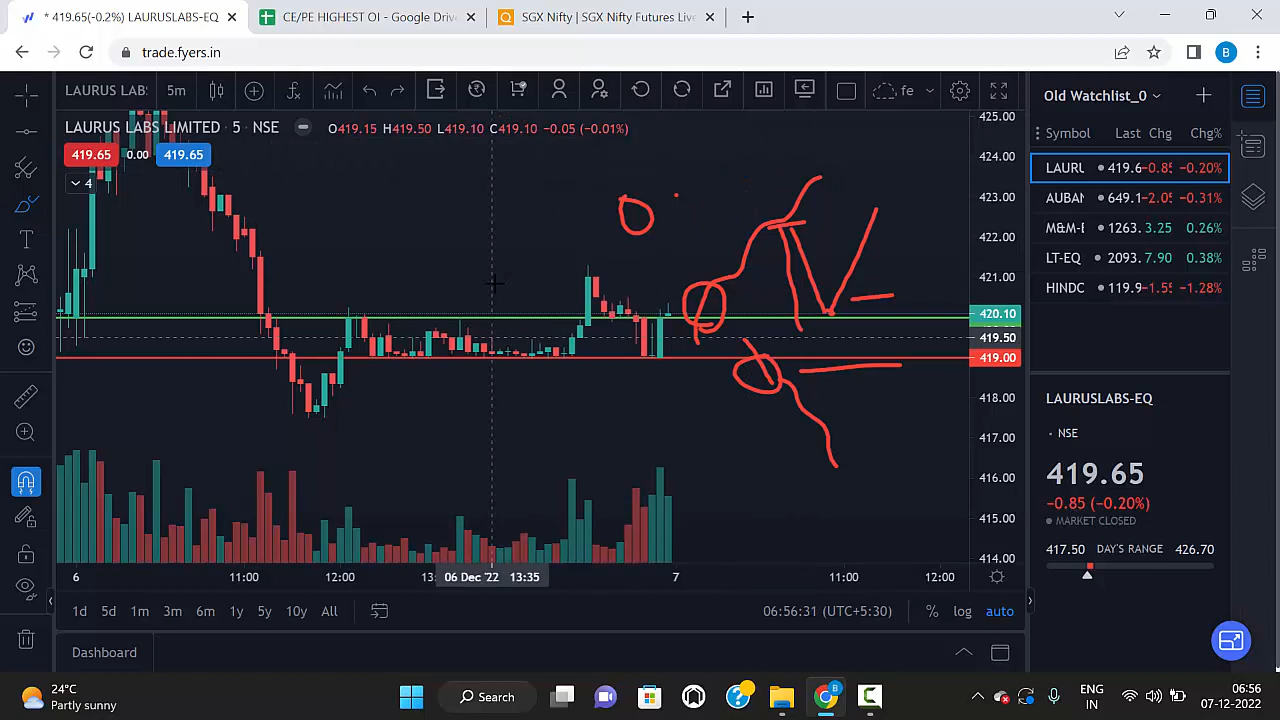 * 419.65(-0.2%) LAURUSLABS-EQ
CE/PE HIGHEST OI - Google Drive
SGX Nifty | SGX Nifty Futures Live
trade.fyers.in
B
LAURUS LABS
5m
fe
Old Watchlist_0
LAURUS LABS LIMITED · 5 · NSE
O419.15 H419.50 L419.10 C419.10 −0.05 (−0.01%)
419.65 0.00 419.65
4
Symbol Last Chg Chg%
LAURU 419.6 −0.85 −0.20%
AUBAN 649.1 −2.05 −0.31%
M&M-E 1263. 3.25 0.26%
LT-EQ 2093. 7.90 0.38%
HINDC 119.9 −1.55 −1.28%
425.00
424.00
423.00
422.00
421.00
420.10
419.50
419.00
418.00
417.00
416.00
415.00
414.00
LAURUSLABS-EQ
· NSE
419.65
−0.85 (−0.20%)
MARKET CLOSED
417.50 DAY'S RANGE 426.70
6 11:00 12:00 06 Dec '22 13:35 7 11:00 12:00
1d 5d 1m 3m 6m 1y 5y 10y All
06:56:31 (UTC+5:30) % log auto
Dashboard
24°C
Partly sunny
Search
ENG
IN
06:56
07-12-2022